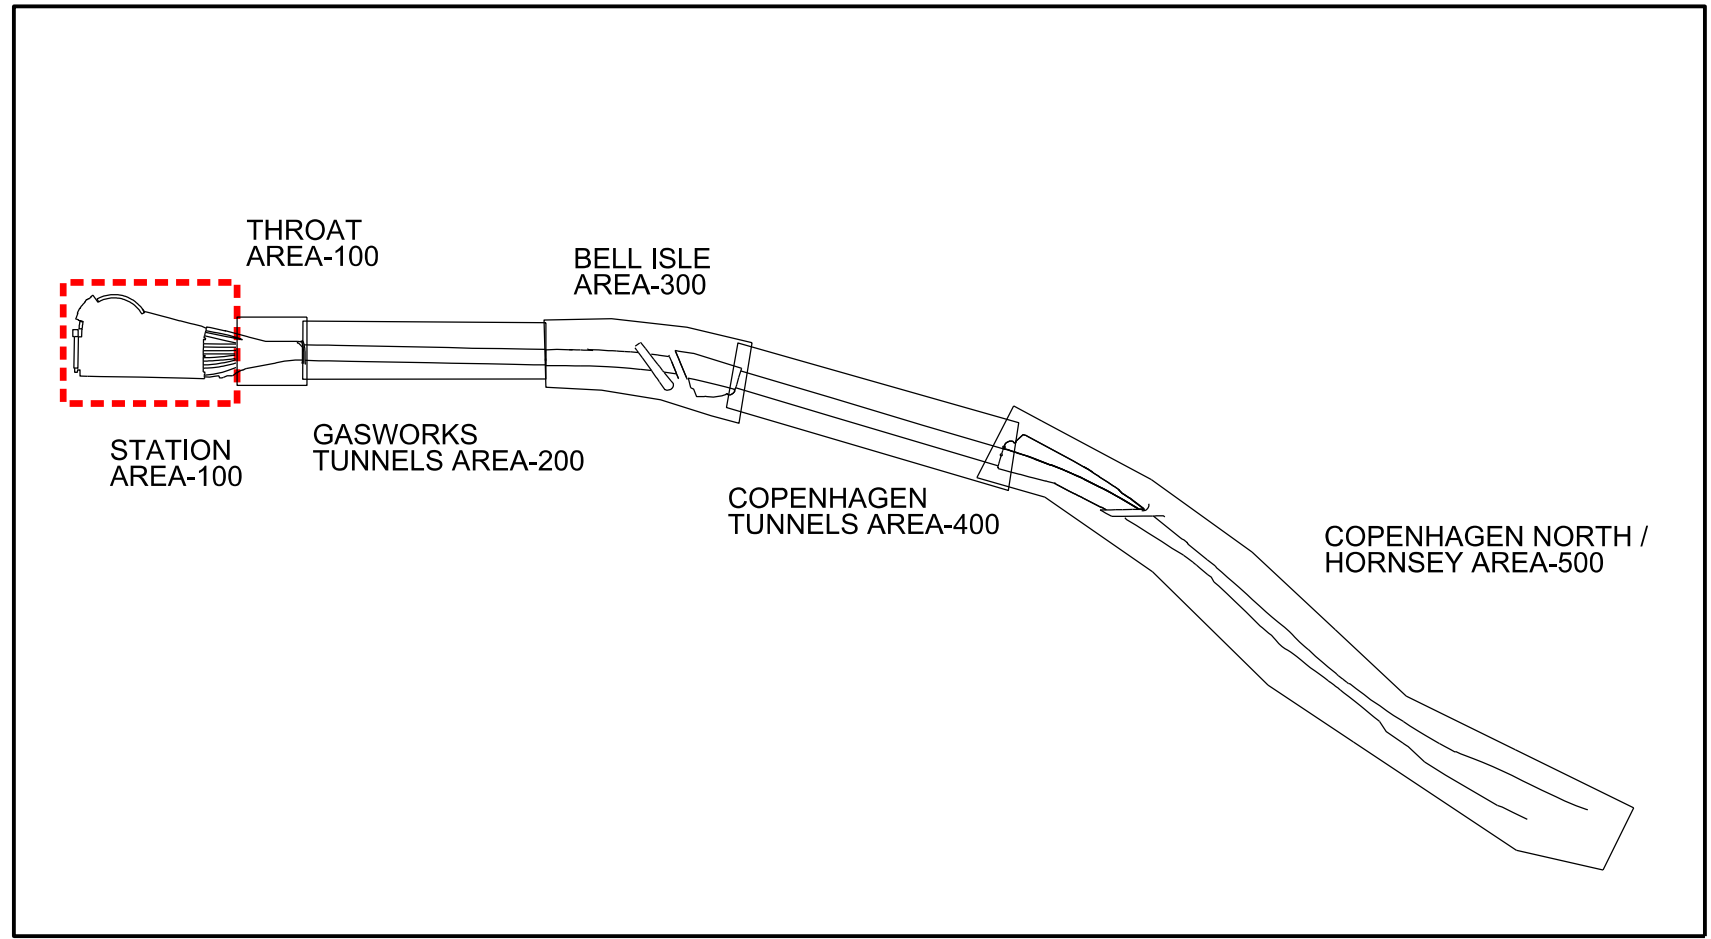 THROAT
AREA-100
BELL ISLE
AREA-300
STATION
AREA-100
GASWORKS
TUNNELS AREA-200
COPENHAGEN
TUNNELS AREA-400
COPENHAGEN NORTH /
HORNSEY AREA-500